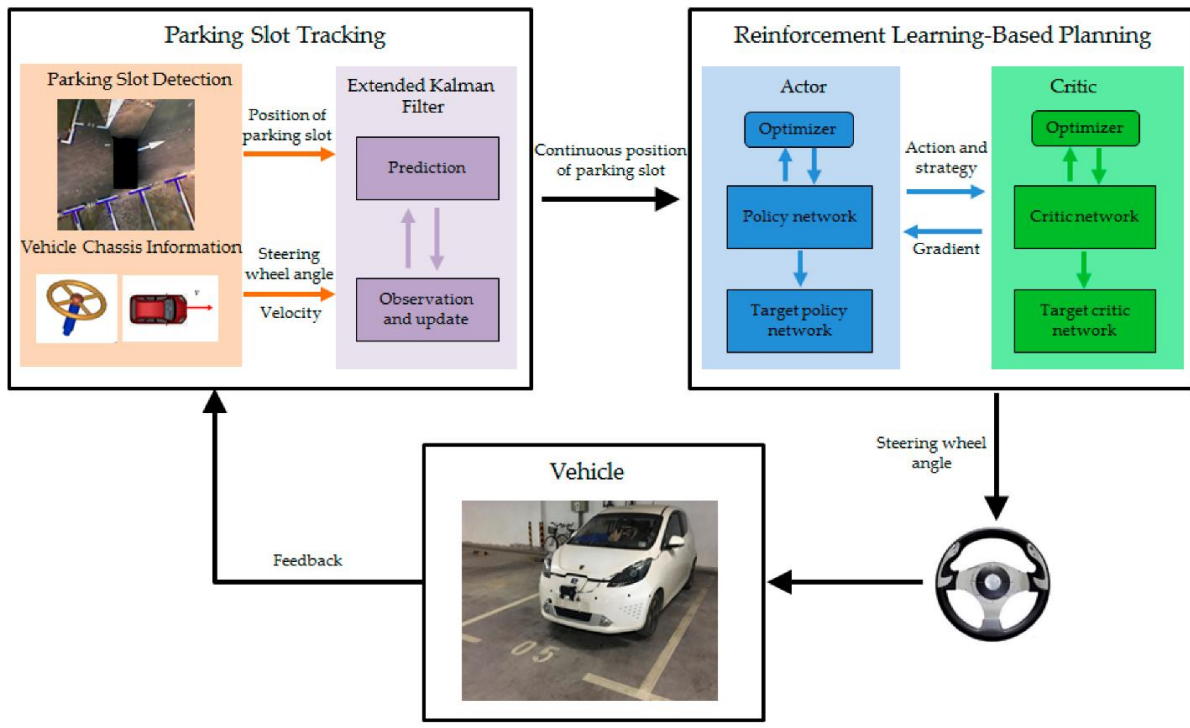 Parking Slot Tracking
Parking Slot Detection
Position of
parking slot
Extended Kalman
Filter
Prediction
Vehicle Chassis Information
v
Steering
wheel angle
Velocity
Observation
and update
Continuous position
of parking slot
Reinforcement Learning-Based Planning
Actor
Optimizer
Policy network
Target policy
network
Action and
strategy
Gradient
Critic
Optimizer
Critic network
Target critic
network
Steering wheel
angle
Vehicle
05
Feedback